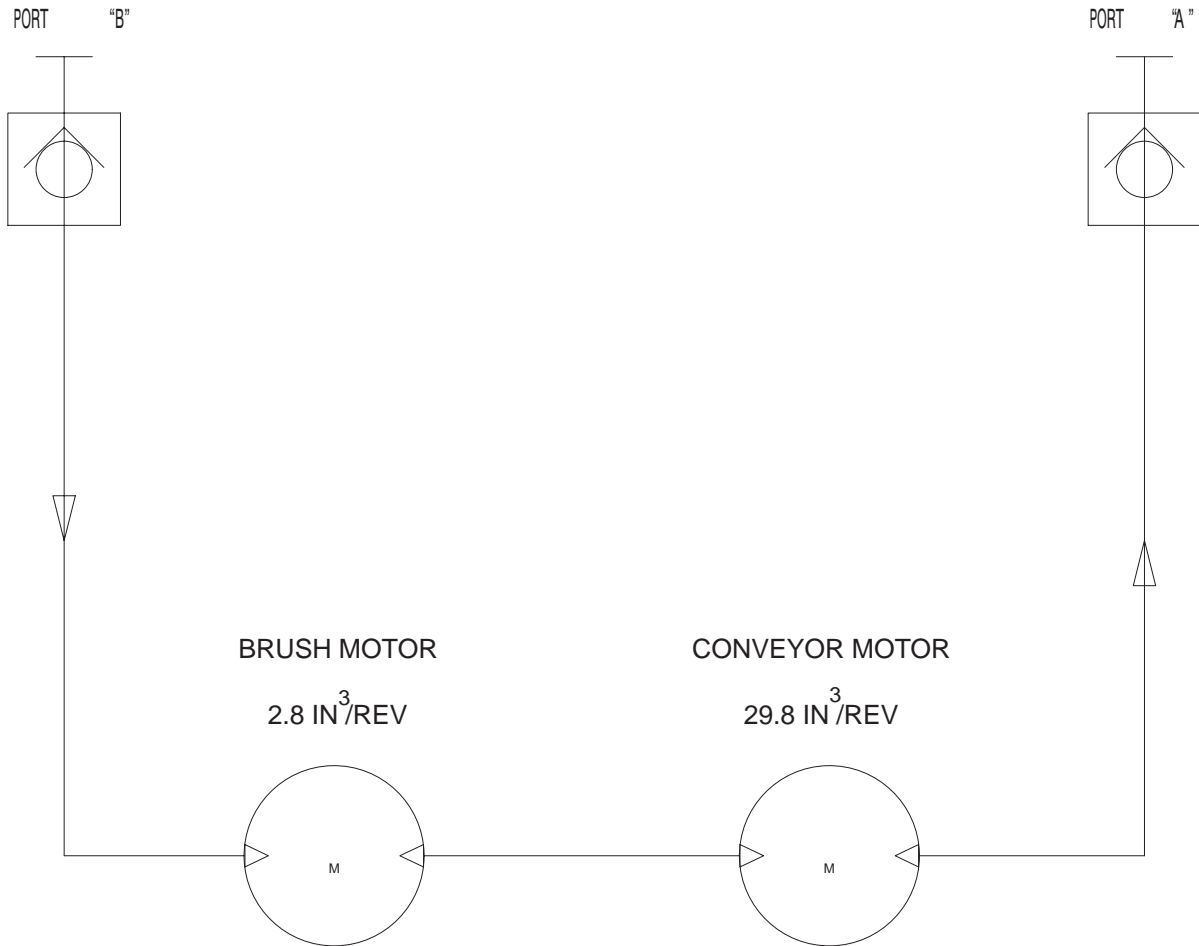 PORT "B"
PORT "A"
BRUSH MOTOR
2.8 IN³/REV
CONVEYOR MOTOR
29.8 IN³/REV
M
M